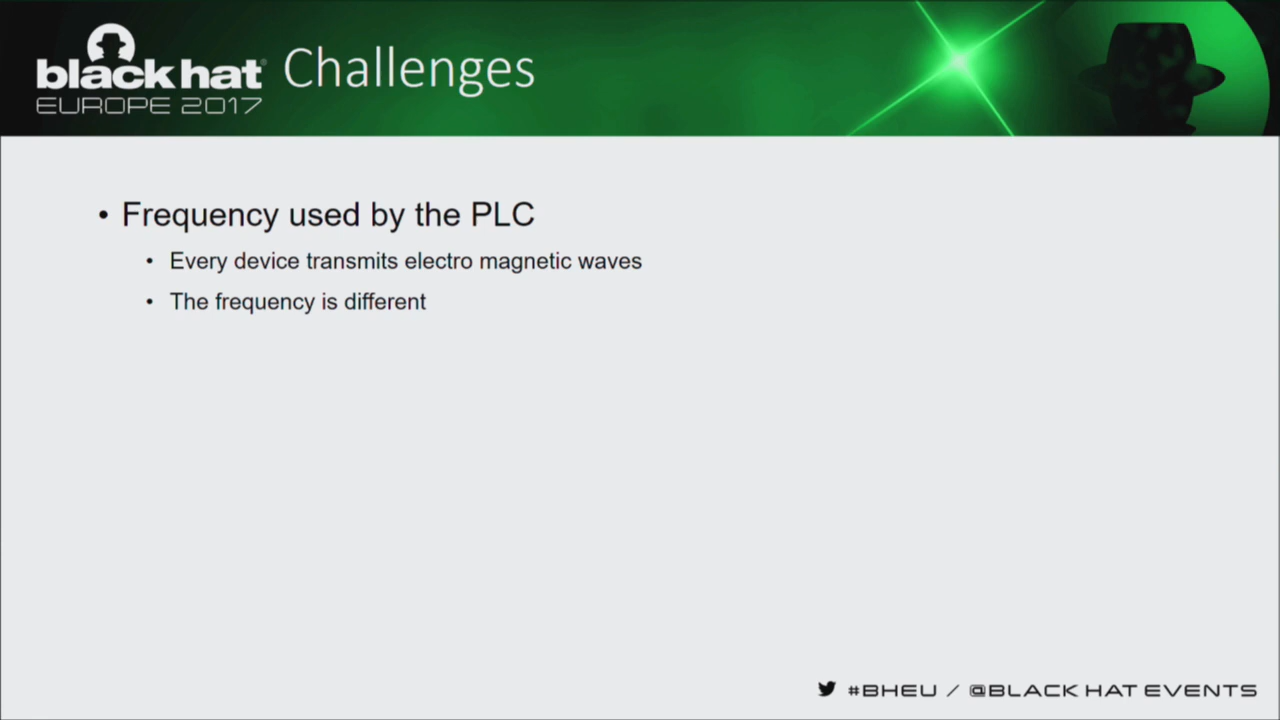 black hat® Challenges
EUROPE 2017
• Frequency used by the PLC
• Every device transmits electro magnetic waves
• The frequency is different
#BHEU / @BLACK HAT EVENTS